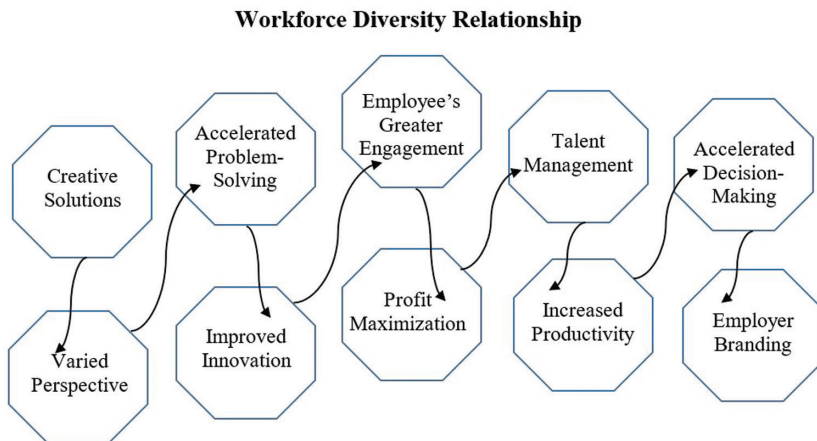 Workforce Diversity Relationship
Creative
Solutions
Varied
Perspective
Accelerated
Problem-
Solving
Improved
Innovation
Employee’s
Greater
Engagement
Profit
Maximization
Talent
Management
Increased
Productivity
Accelerated
Decision-
Making
Employer
Branding